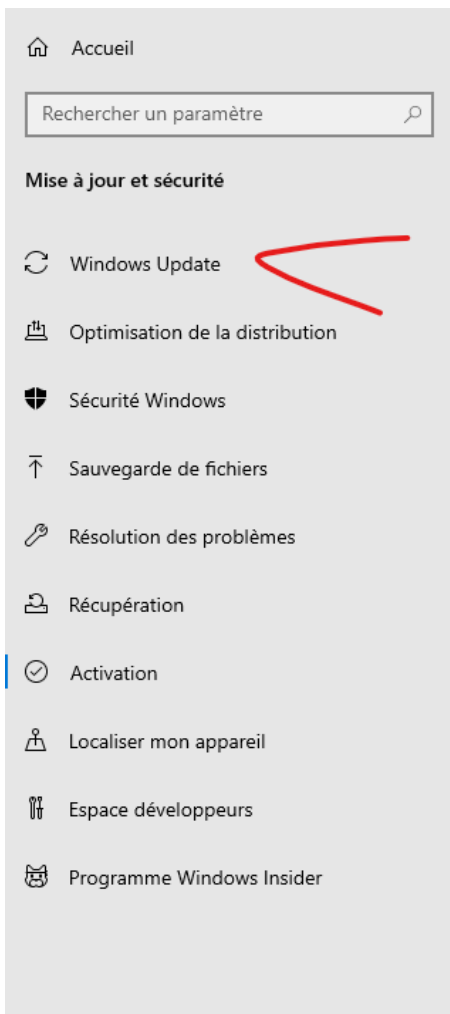 Accueil
Rechercher un paramètre
Mise à jour et sécurité
Windows Update
Optimisation de la distribution
Sécurité Windows
Sauvegarde de fichiers
Résolution des problèmes
Récupération
Activation
Localiser mon appareil
Espace développeurs
Programme Windows Insider